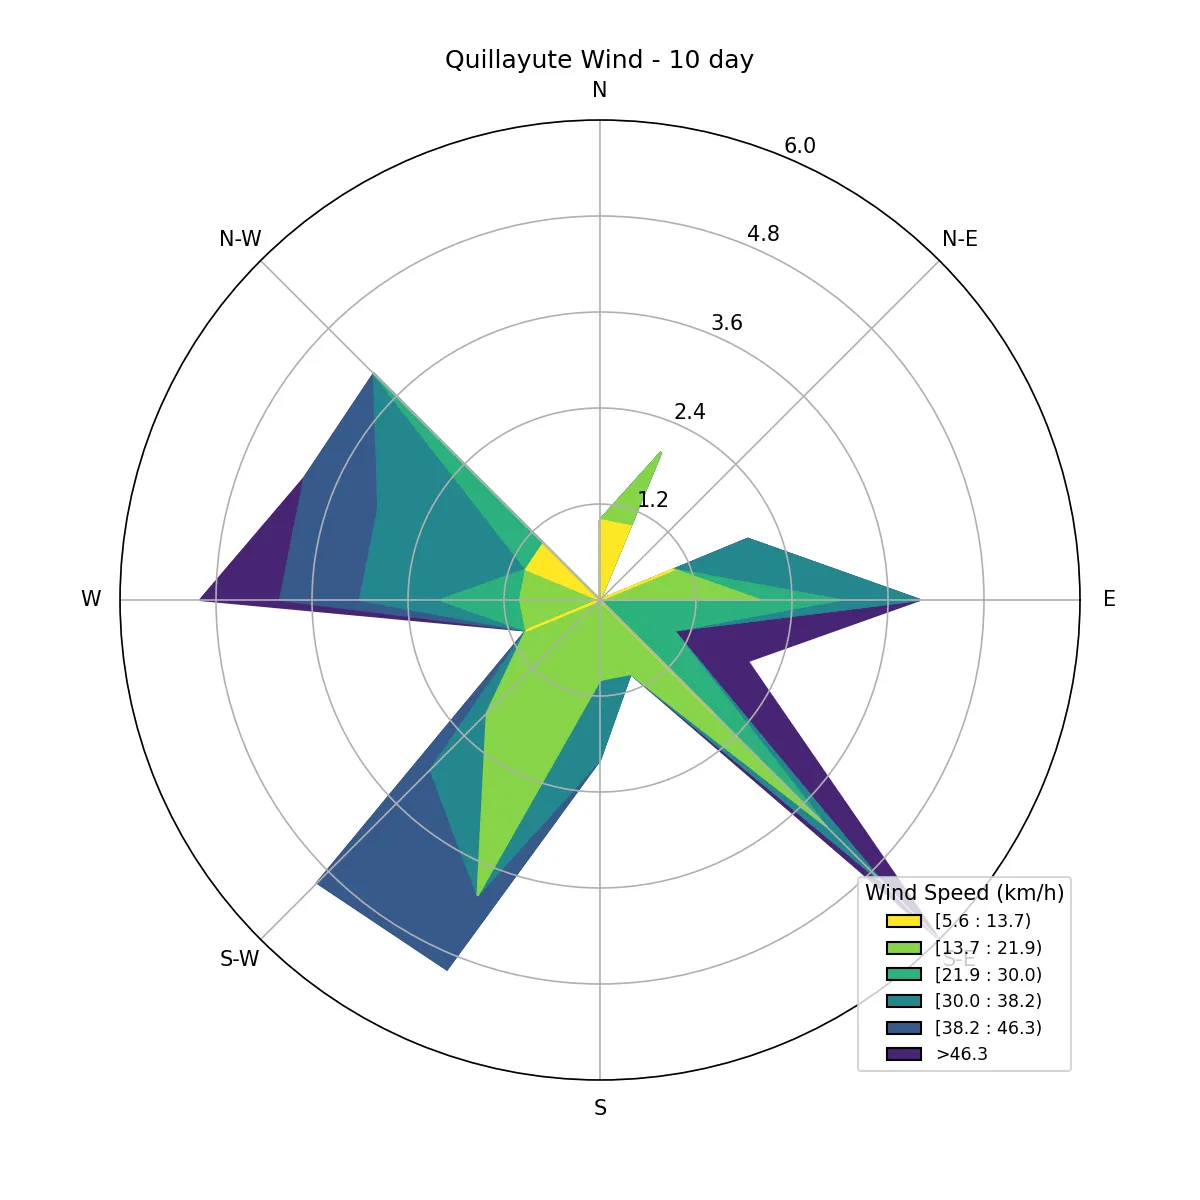 Quillayute Wind - 10 day
N
6.0
N-W
4.8
N-E
3.6
2.4
1.2
W
E
S-W
S-E
S
Wind Speed (km/h)
[5.6 : 13.7)
[13.7 : 21.9)
[21.9 : 30.0)
[30.0 : 38.2)
[38.2 : 46.3)
>46.3